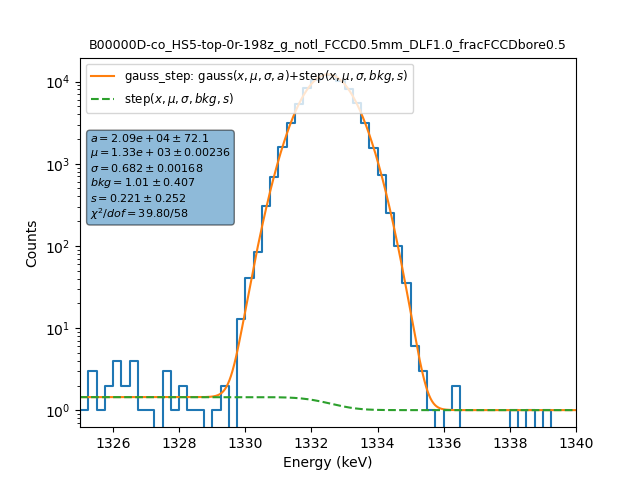 B00000D-co_HS5-top-0r-198z_g_notl_FCCD0.5mm_DLF1.0_fracFCCDbore0.5
gauss_step: gauss(x, μ, σ, a)+step(x, μ, σ, bkg, s)
step(x, μ, σ, bkg, s)
a = 2.09e + 04 ± 72.1
μ = 1.33e + 03 ± 0.00236
σ = 0.682 ± 0.00168
bkg = 1.01 ± 0.407
s = 0.221 ± 0.252
χ²/dof = 39.80/58
10⁴
10³
10²
10¹
10⁰
Counts
1326 1328 1330 1332 1334 1336 1338 1340
Energy (keV)